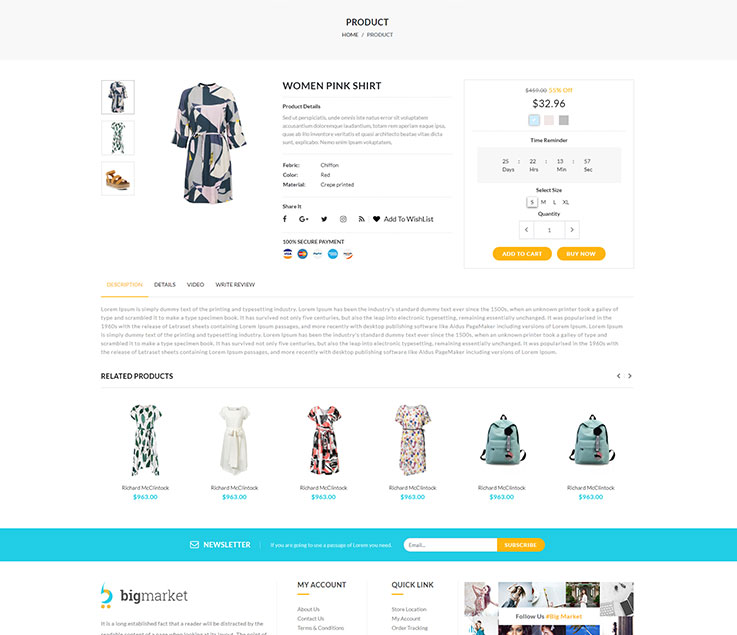 PRODUCT
HOME / PRODUCT
WOMEN PINK SHIRT
Product Details
Sed ut perspiciatis, unde omnis iste natus error sit voluptatem
accusantium doloremque laudantium, totam rem aperiam eaque ipsa,
quae ab illo inventore veritatis et quasi architecto beatae vitae dicta
sunt, explicabo. Nemo enim ipsam voluptatem,
Febric: Chiffon
Color: Red
Material: Crepe printed
Share It
Add To WishList
100% SECURE PAYMENT
VISA
PayPal
$459.00 55% Off
$32.96
Time Reminder
25 : 22 : 13 : 57
Days Hrs Min Sec
Select Size
S M L XL
Quantity
1
ADD TO CART BUY NOW
DESCRIPTION DETAILS VIDEO WRITE REVIEW
Lorem Ipsum is simply dummy text of the printing and typesetting industry. Lorem Ipsum has been the industry's standard dummy text ever since the 1500s, when an unknown printer took a galley of
type and scrambled it to make a type specimen book. It has survived not only five centuries, but also the leap into electronic typesetting, remaining essentially unchanged. It was popularised in the
1960s with the release of Letraset sheets containing Lorem Ipsum passages, and more recently with desktop publishing software like Aldus PageMaker including versions of Lorem Ipsum. Lorem Ipsum
is simply dummy text of the printing and typesetting industry. Lorem Ipsum has been the industry's standard dummy text ever since the 1500s, when an unknown printer took a galley of type and
scrambled it to make a type specimen book. It has survived not only five centuries, but also the leap into electronic typesetting, remaining essentially unchanged. It was popularised in the 1960s with
the release of Letraset sheets containing Lorem Ipsum passages, and more recently with desktop publishing software like Aldus PageMaker including versions of Lorem Ipsum.
RELATED PRODUCTS
Richard McClintock Richard McClintock Richard McClintock Richard McClintock Richard McClintock Richard McClintock
$963.00 $963.00 $963.00 $963.00 $963.00 $963.00
NEWSLETTER If you are going to use a passage of Lorem you need. Email... SUBSCRIBE
bigmarket
It is a long established fact that a reader will be distracted by the
readable content of a page when looking at its layout. The point of
MY ACCOUNT
About Us
Contact Us
Terms & Conditions
QUICK LINK
Store Location
My Account
Order Tracking
Follow Us #Big Market